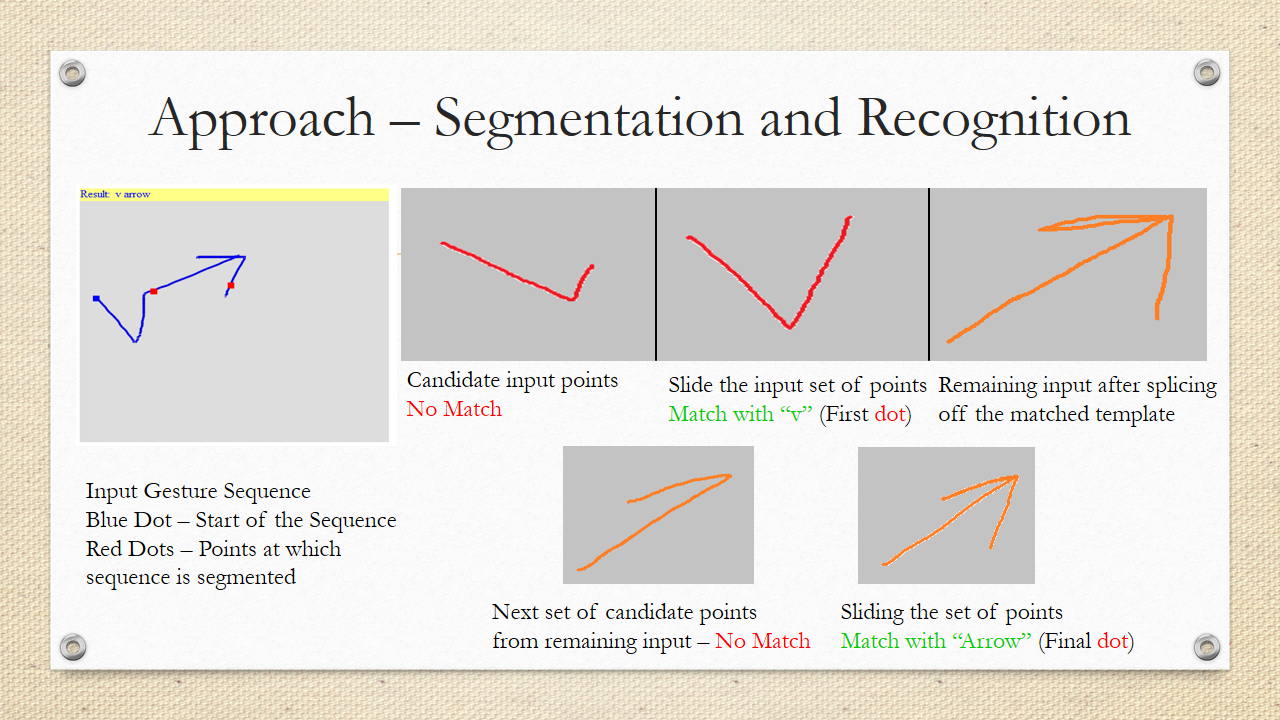 Approach – Segmentation and Recognition
Result: v arrow
Candidate input points
No Match
Slide the input set of points
Match with “v” (First dot)
Remaining input after splicing
off the matched template
Input Gesture Sequence
Blue Dot – Start of the Sequence
Red Dots – Points at which
sequence is segmented
Next set of candidate points
from remaining input – No Match
Sliding the set of points
Match with “Arrow” (Final dot)